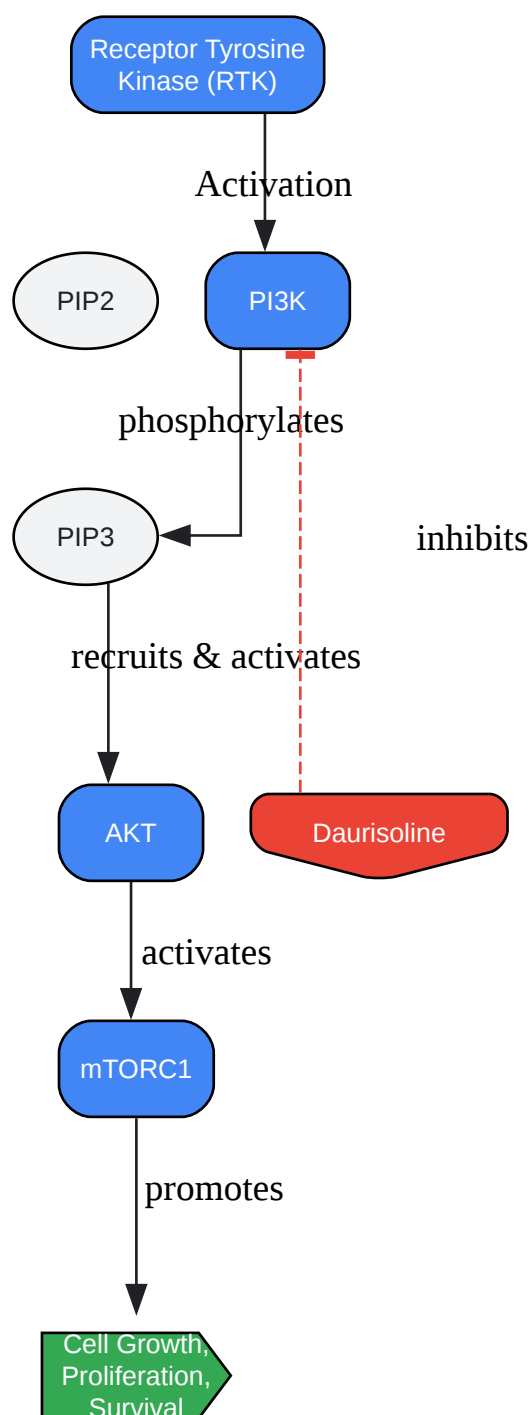 Receptor Tyrosine
Kinase (RTK)
Activation
PIP2
PI3K
phosphorylates
PIP3
inhibits
recruits & activates
AKT
Daurisoline
activates
mTORC1
promotes
Cell Growth,
Proliferation,
Survival